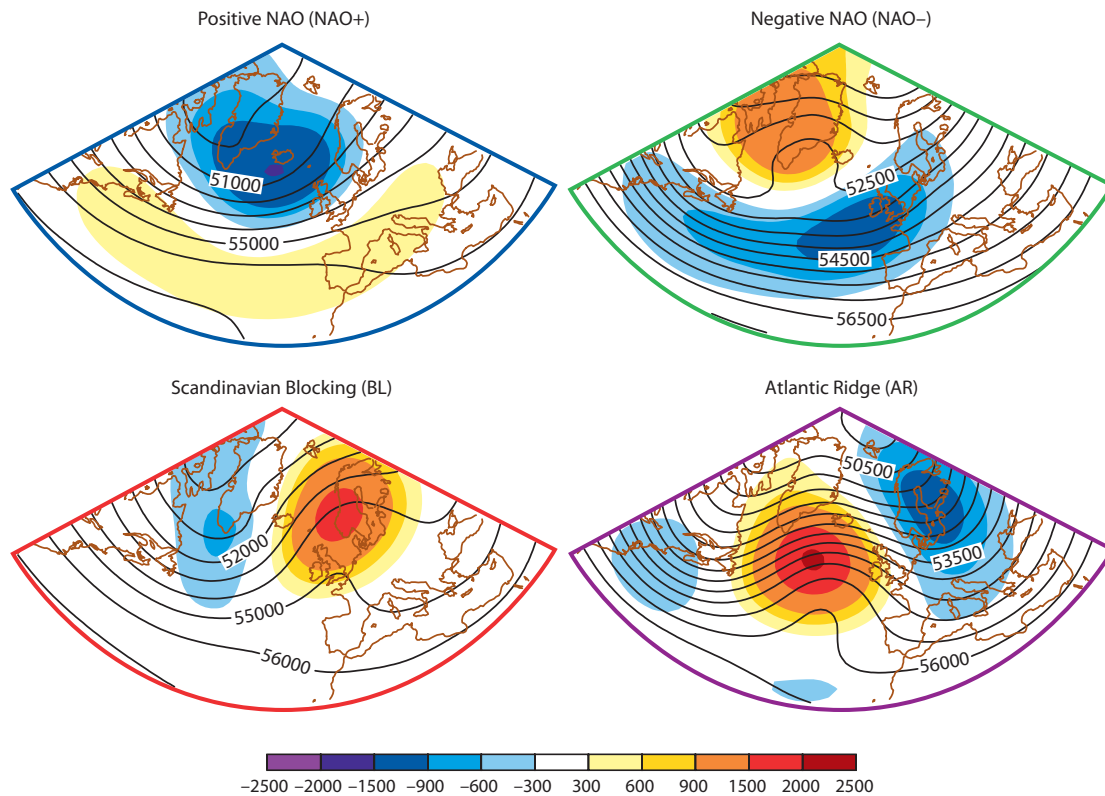 Positive NAO (NAO+)
Negative NAO (NAO–)
51000
55000
52500
54500
56500
Scandinavian Blocking (BL)
Atlantic Ridge (AR)
52000
55000
56000
50500
53500
56000
–2500 –2000 –1500 –900 –600 –300 300 600 900 1500 2000 2500